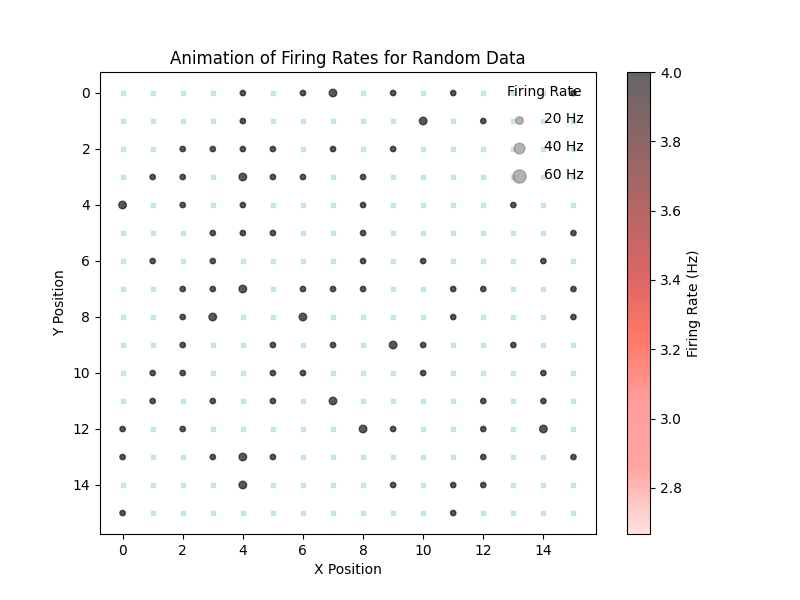 Animation of Firing Rates for Random Data
Firing Rate
20 Hz
40 Hz
60 Hz
0
2
4
6
8
10
12
14
Y Position
0 2 4 6 8 10 12 14
X Position
4.0
3.8
3.6
3.4
3.2
3.0
2.8
Firing Rate (Hz)